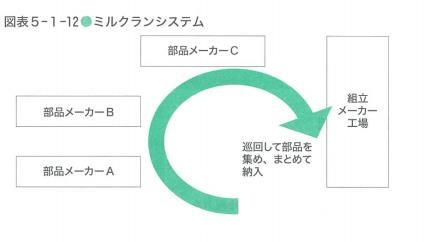 図表5-1-12●ミルクランシステム
部品メーカーC
組立
メーカー
工場
部品メーカーB
巡回して部品を
集め、まとめて
納入
部品メーカーA